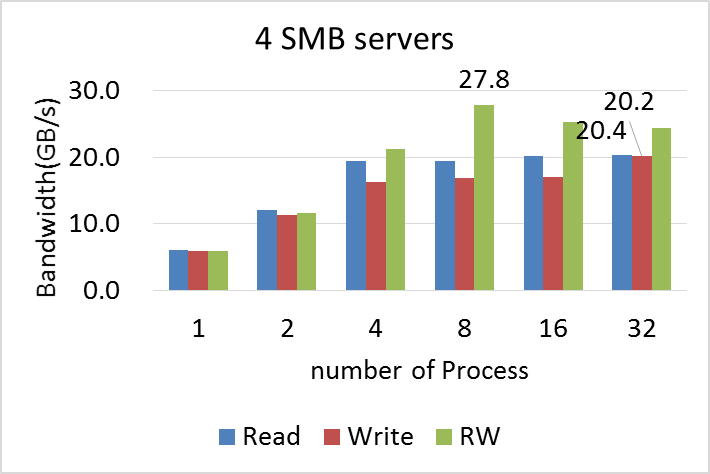 4 SMB servers
27.8
20.2
20.4
Bandwidth(GB/s)
30.0
20.0
10.0
0.0
1 2 4 8 16 32
number of Process
Read Write RW